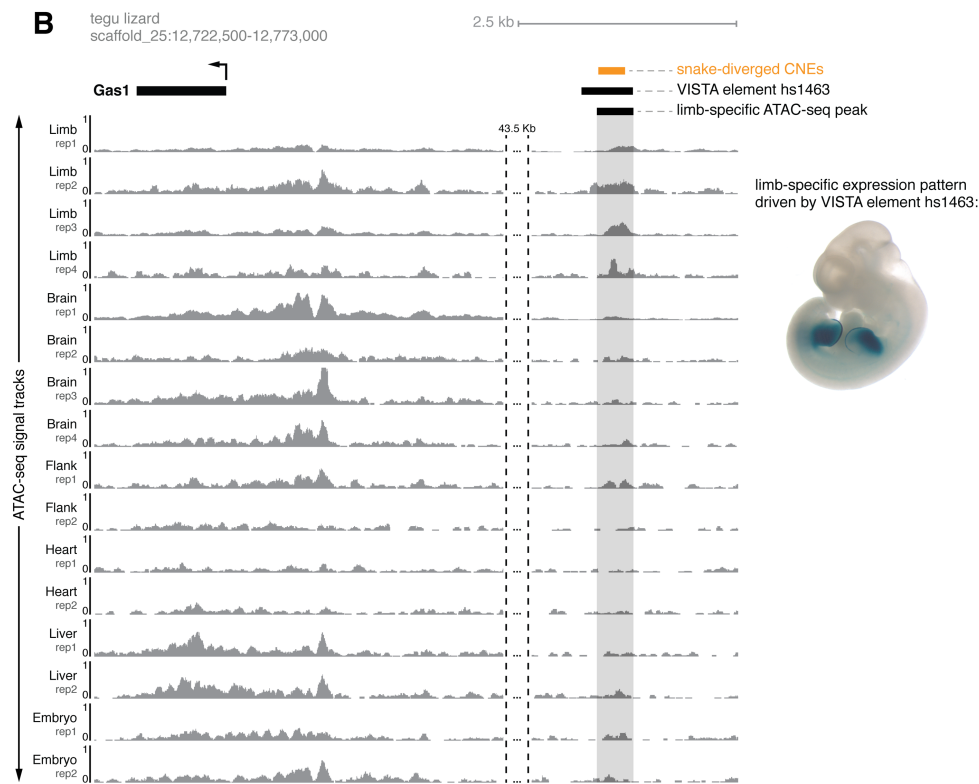 B
tegu lizard
scaffold_25:12,722,500-12,773,000
2.5 kb
snake-diverged CNEs
Gas1
VISTA element hs1463
limb-specific ATAC-seq peak
43.5 Kb
ATAC-seq signal tracks
1
Limb
rep1
0
...
1
Limb
rep2
0
...
1
Limb
rep3
0
...
1
Limb
rep4
0
...
1
Brain
rep1
0
...
1
Brain
rep2
0
...
1
Brain
rep3
0
...
1
Brain
rep4
0
...
1
Flank
rep1
0
...
1
Flank
rep2
0
...
1
Heart
rep1
0
...
1
Heart
rep2
0
...
1
Liver
rep1
0
...
1
Liver
rep2
0
...
1
Embryo
rep1
0
...
1
Embryo
rep2
0
...
limb-specific expression pattern
driven by VISTA element hs1463: